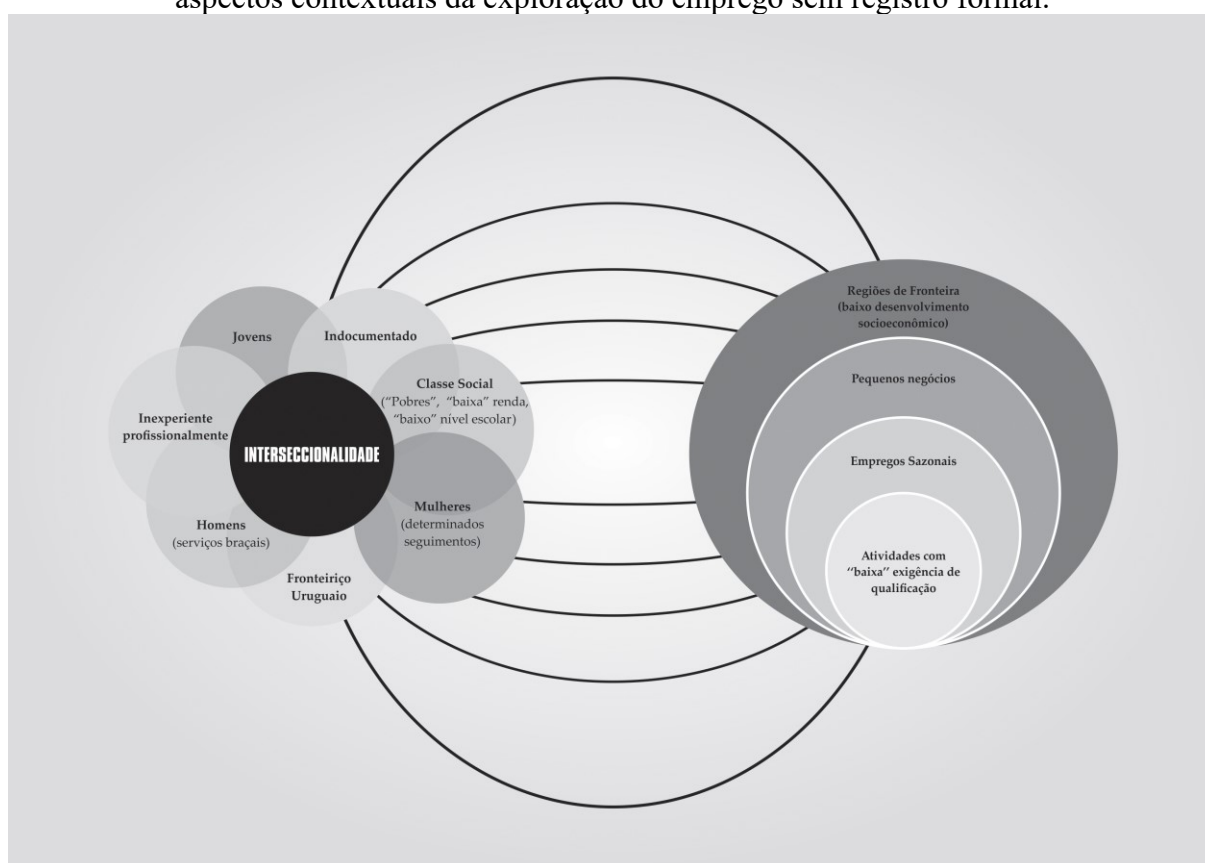 aspectos contextuais da exploração do emprego sem registro formal.
Jovens
Indocumentado
Classe Social
("Pobres", "baixa" renda,
"baixo" nível escolar)
Inexperiente
profissionalmente
INTERSECCIONALIDADE
Mulheres
(determinados
seguimentos)
Homens
(serviços braçais)
Fronteiriço
Uruguaio
Regiões de Fronteira
(baixo desenvolvimento
socioeconômico)
Pequenos negócios
Empregos Sazonais
Atividades com
"baixa" exigência de
qualificação